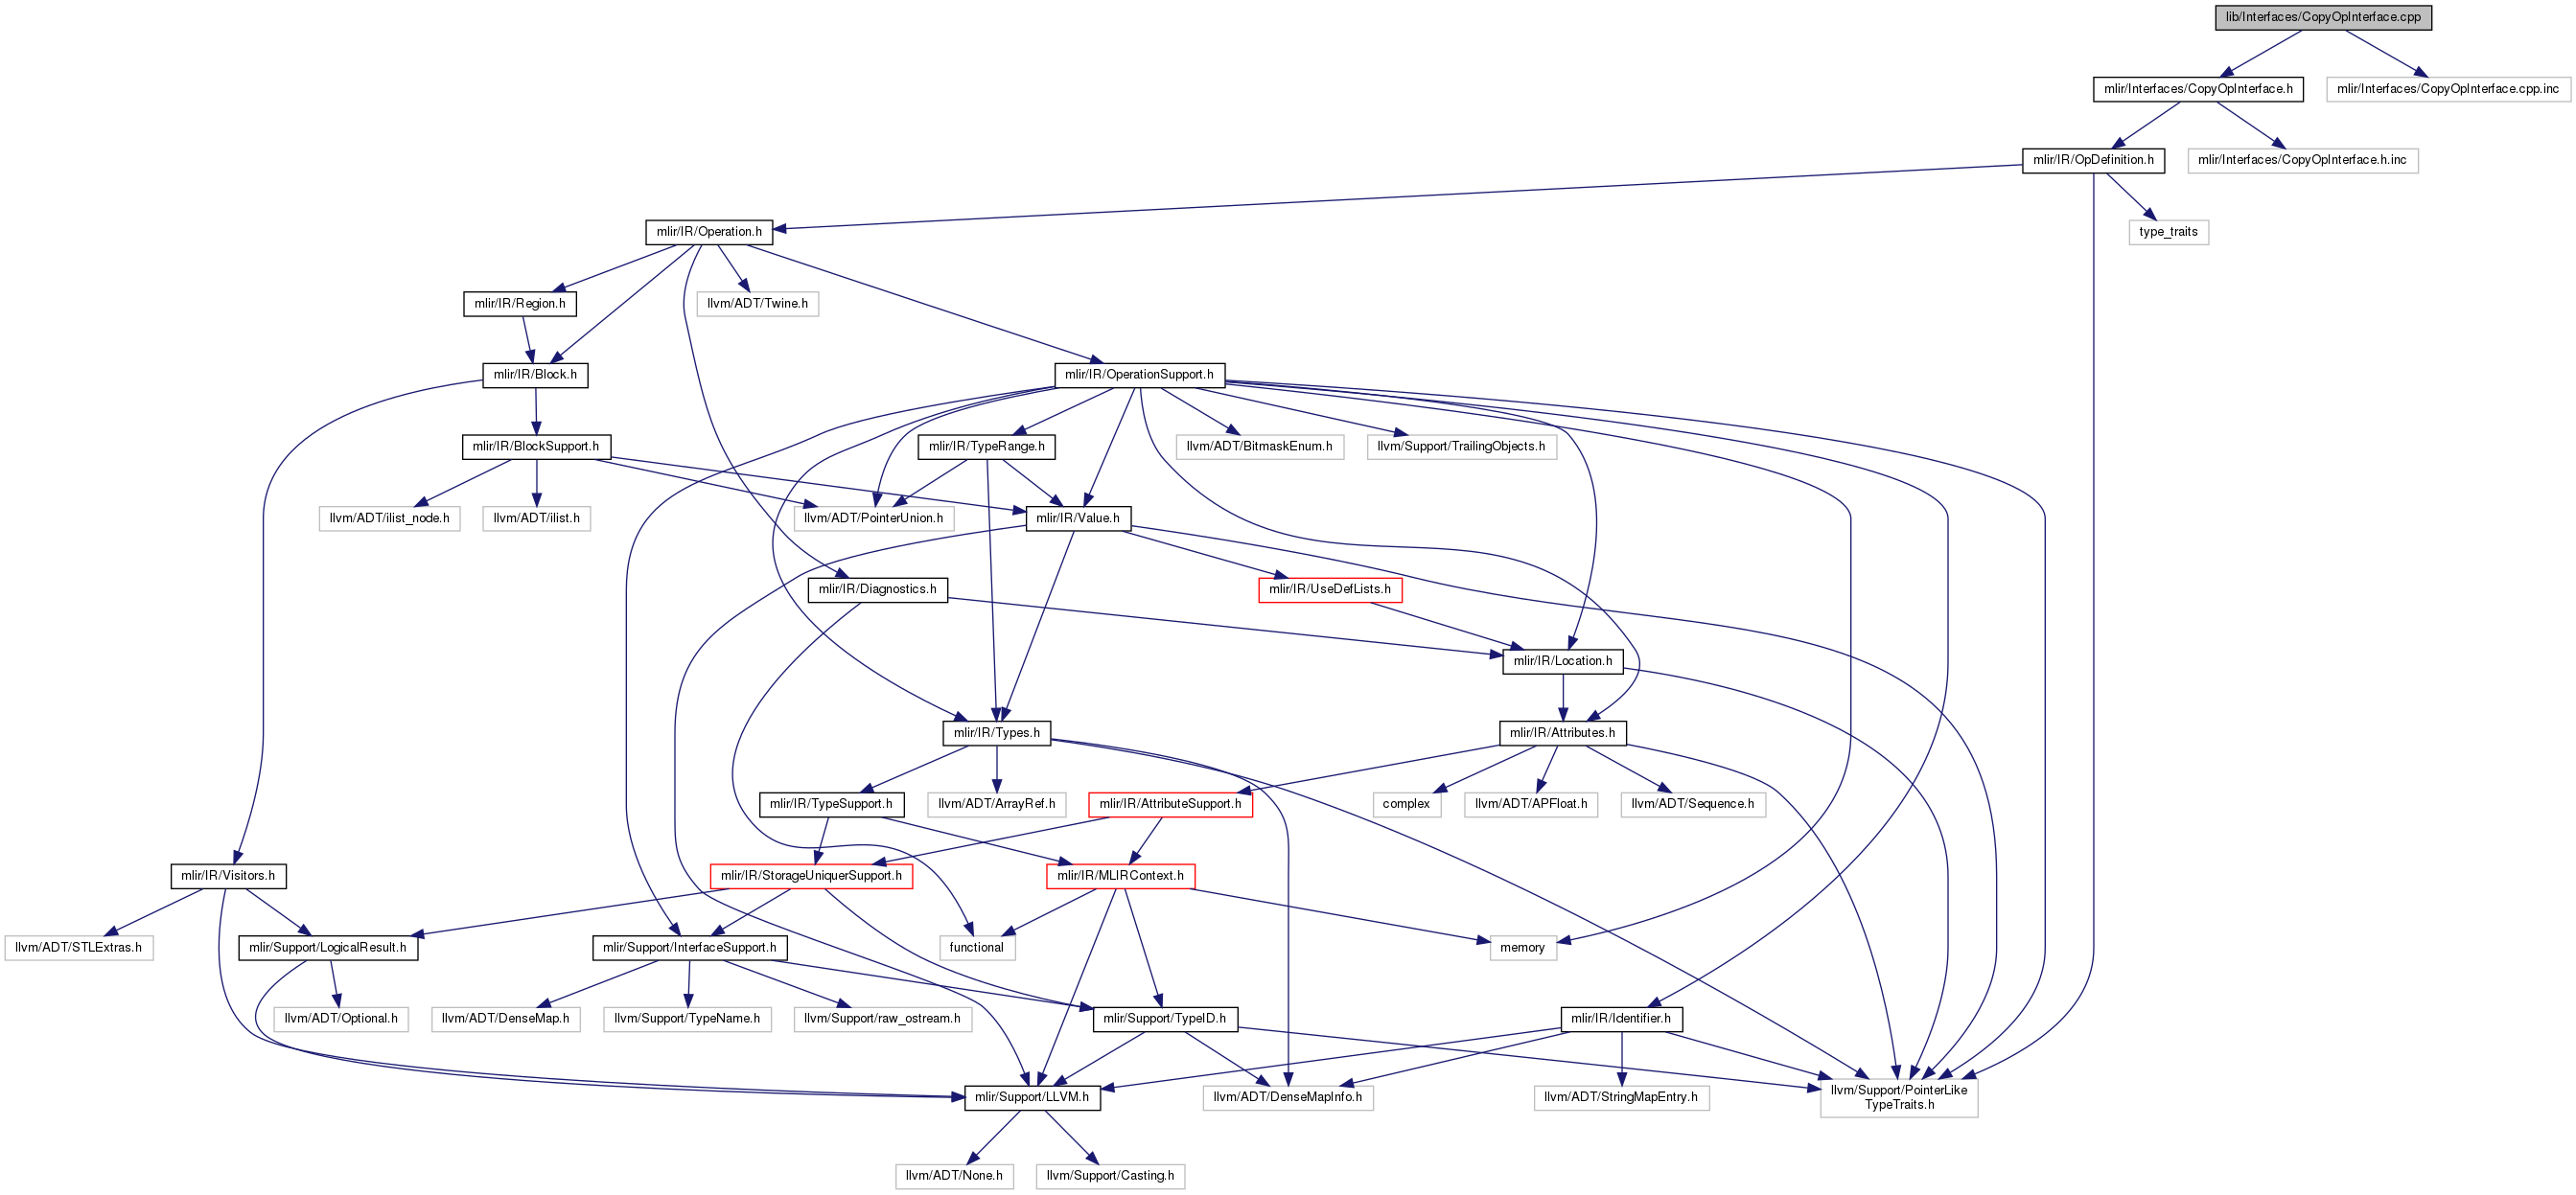 lib/Interfaces/CopyOpInterface.cpp
mlir/Interfaces/CopyOpInterface.h
mlir/Interfaces/CopyOpInterface.cpp.inc
mlir/IR/OpDefinition.h
mlir/Interfaces/CopyOpInterface.h.inc
mlir/IR/Operation.h
type_traits
mlir/IR/Region.h
llvm/ADT/Twine.h
mlir/IR/Block.h
mlir/IR/OperationSupport.h
mlir/IR/BlockSupport.h
mlir/IR/TypeRange.h
llvm/ADT/BitmaskEnum.h
llvm/Support/TrailingObjects.h
llvm/ADT/ilist_node.h
llvm/ADT/ilist.h
llvm/ADT/PointerUnion.h
mlir/IR/Value.h
mlir/IR/Diagnostics.h
mlir/IR/UseDefLists.h
mlir/IR/Location.h
mlir/IR/Types.h
mlir/IR/Attributes.h
mlir/IR/TypeSupport.h
llvm/ADT/ArrayRef.h
mlir/IR/AttributeSupport.h
complex
llvm/ADT/APFloat.h
llvm/ADT/Sequence.h
mlir/IR/Visitors.h
mlir/IR/StorageUniquerSupport.h
mlir/IR/MLIRContext.h
llvm/ADT/STLExtras.h
mlir/Support/LogicalResult.h
mlir/Support/InterfaceSupport.h
functional
memory
llvm/ADT/Optional.h
llvm/ADT/DenseMap.h
llvm/Support/TypeName.h
llvm/Support/raw_ostream.h
mlir/Support/TypeID.h
mlir/IR/Identifier.h
mlir/Support/LLVM.h
llvm/ADT/DenseMapInfo.h
llvm/ADT/StringMapEntry.h
llvm/Support/PointerLike
TypeTraits.h
llvm/ADT/None.h
llvm/Support/Casting.h